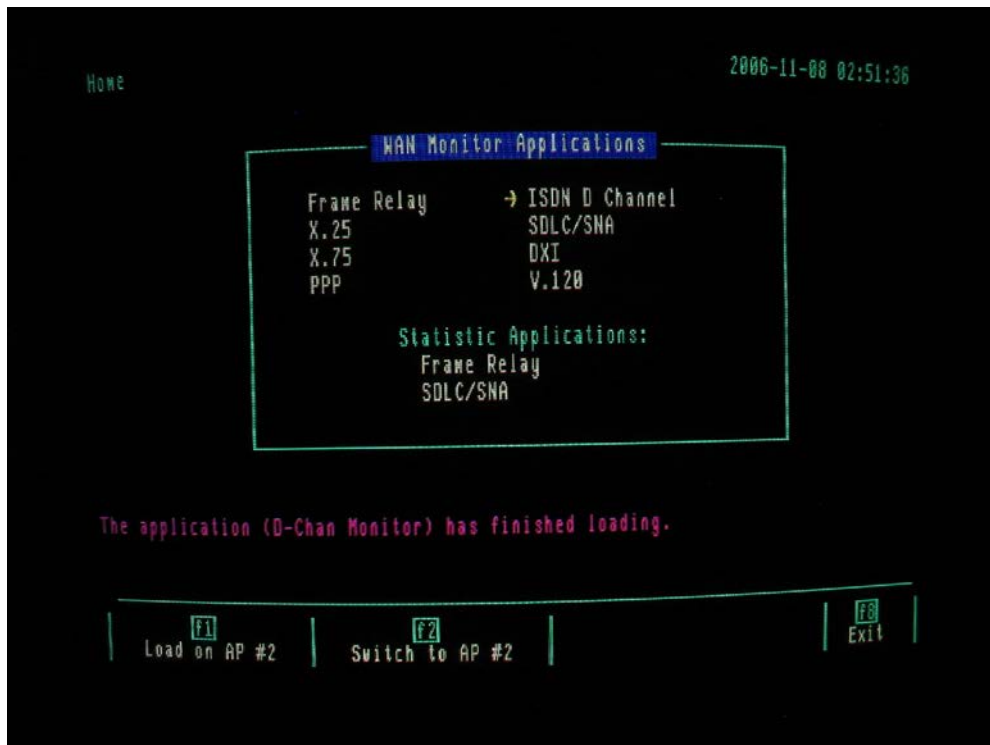 Home
2006-11-08 02:51:36
WAN Monitor Applications
Frame Relay → ISDN D Channel
X.25 SDLC/SNA
X.75 DXI
PPP V.120
Statistic Applications:
Frame Relay
SDLC/SNA
The application (D-Chan Monitor) has finished loading.
f1 f2 f8
Load on AP #2 Switch to AP #2 Exit